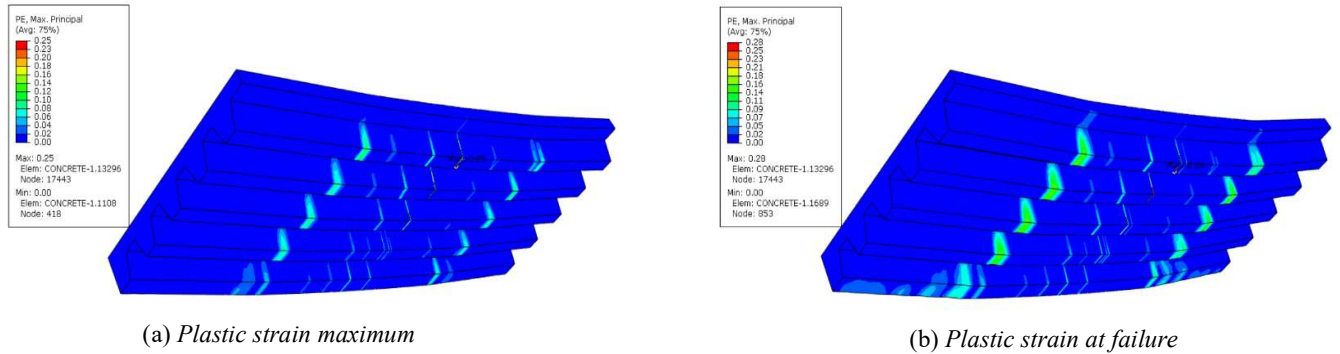 PE, Max. Principal
(Avg: 75%)
0.25
0.23
0.20
0.18
0.16
0.14
0.12
0.10
0.08
0.06
0.04
0.02
0.00
Max: 0.25
Elem: CONCRETE-1.13296
Node: 17443
Min: 0.00
Elem: CONCRETE-1.1108
Node: 418
(a) Plastic strain maximum
PE, Max. Principal
(Avg: 75%)
0.28
0.25
0.23
0.21
0.18
0.16
0.14
0.11
0.09
0.07
0.05
0.02
0.00
Max: 0.28
Elem: CONCRETE-1.13296
Node: 17443
Min: 0.00
Elem: CONCRETE-1.1689
Node: 853
(b) Plastic strain at failure